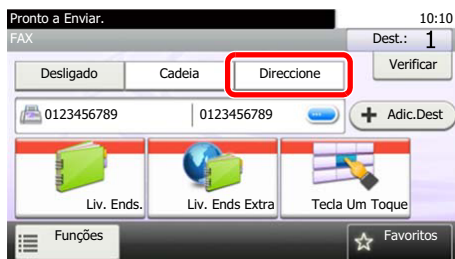 Pronto a Enviar. 10:10
FAX Dest.: 1
Desligado Cadeia Direccione Verificar
0123456789 0123456789 ... Adic.Dest
Liv. Ends. Liv. Ends Extra Tecla Um Toque
Funções Favoritos